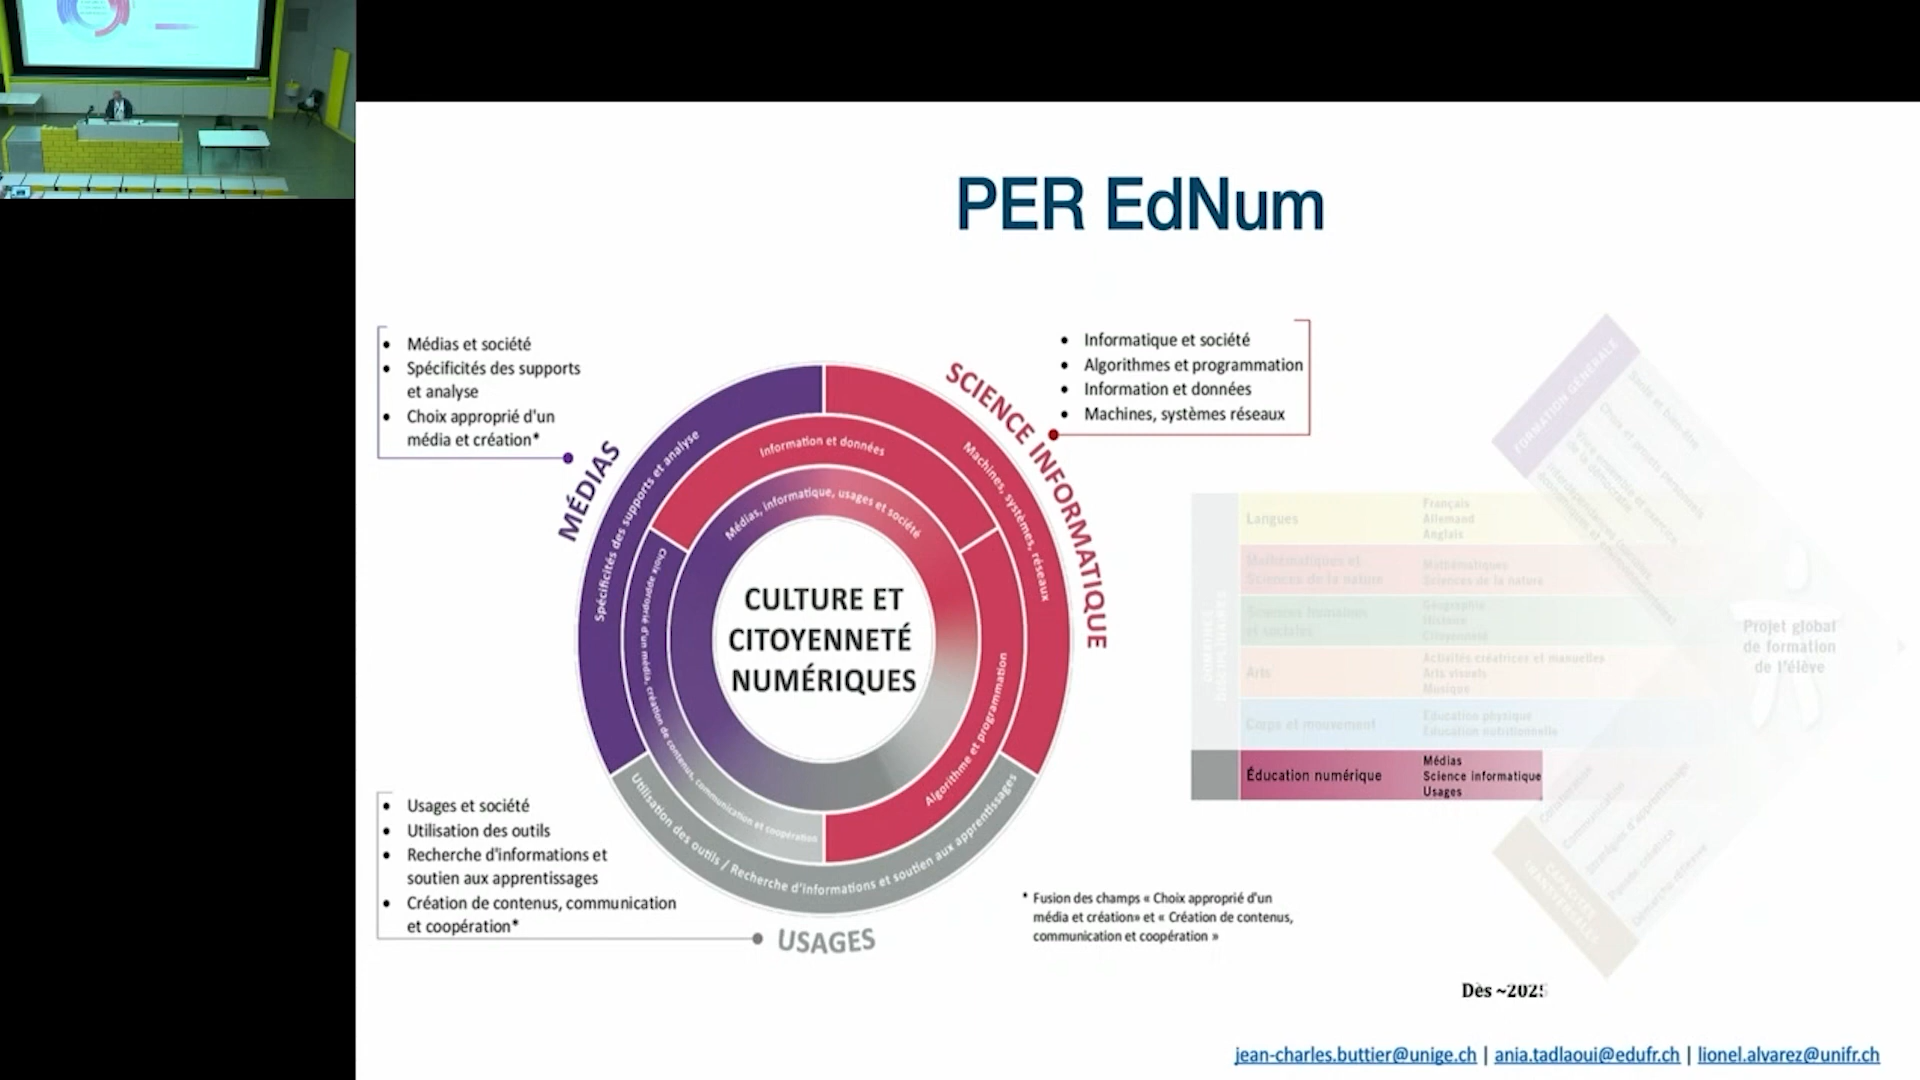 PER EdNum
• Médias et société
• Spécificités des supports
et analyse
• Choix approprié d'un
média et création*
MÉDIAS
• Informatique et société
• Algorithmes et programmation
• Information et données
• Machines, systèmes réseaux
SCIENCE INFORMATIQUE
Spécificités des supports et analyse
Information et données
Machines, systèmes, réseaux
Médias, informatique, usages et société
Choix approprié d'un média, création de contenus, communication et coopération
Algorithme et programmation
Utilisation des outils / Recherche d'informations et soutien aux apprentissages
CULTURE ET
CITOYENNETÉ
NUMÉRIQUES
• Usages et société
• Utilisation des outils
• Recherche d'informations et
soutien aux apprentissages
• Création de contenus, communication
et coopération*
USAGES
* Fusion des champs « Choix approprié d'un
média et création» et « Création de contenus,
communication et coopération »
FORMATION GÉNÉRALE
Langues
Français
Allemand
Anglais
Mathématiques et
Sciences de la nature
Mathématiques
Sciences de la nature
Sciences humaines
et sociales
Géographie
Histoire
Citoyenneté
Arts
Activités créatrices et manuelles
Arts visuels
Musique
Corps et mouvement
Education physique
Education nutritionnelle
Éducation numérique
Médias
Science informatique
Usages
Projet global
de formation
de l'élève
Dès ~2025
jean-charles.buttier@unige.ch | ania.tadlaoui@edufr.ch | lionel.alvarez@unifr.ch